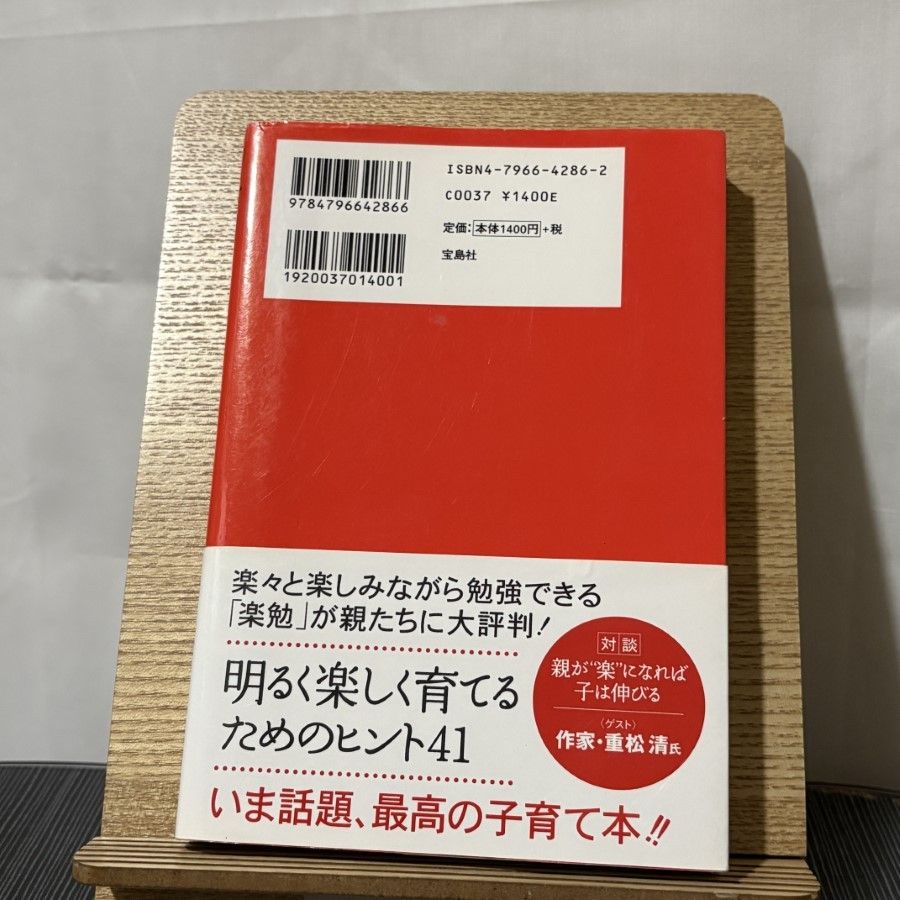 9784796642866
1920037014001
ISBN4-7966-4286-2
C0037 ¥1400E
定価:本体1400円+税
宝島社
楽々と楽しみながら勉強できる
「楽勉」が親たちに大評判!
明るく楽しく育てる
ためのヒント41
いま話題、最高の子育て本!!
対談
親が“楽”になれば
子は伸びる
〈ゲスト〉
作家・重松 清氏